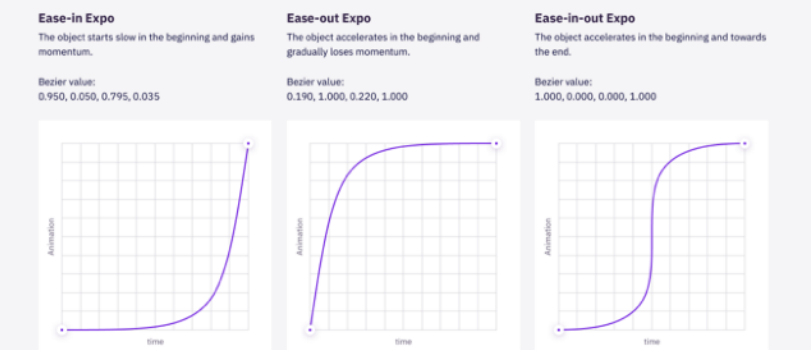 Ease-in Expo
The object starts slow in the beginning and gains
momentum.
Bezier value:
0.950, 0.050, 0.795, 0.035
Animation
time
Ease-out Expo
The object accelerates in the beginning and
gradually loses momentum.
Bezier value:
0.190, 1.000, 0.220, 1.000
Animation
time
Ease-in-out Expo
The object accelerates in the beginning and towards
the end.
Bezier value:
1.000, 0.000, 0.000, 1.000
Animation
time